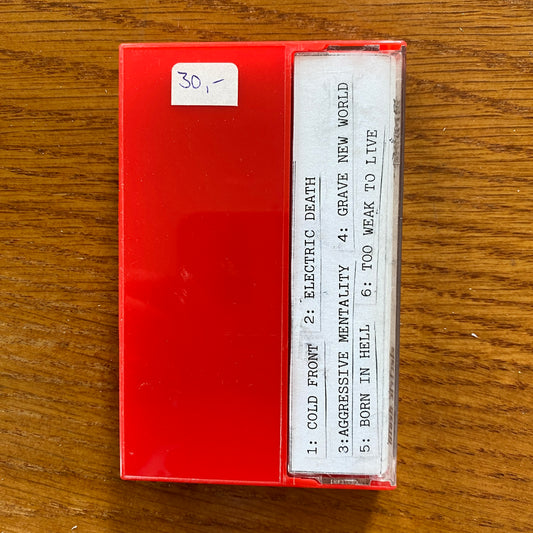 30,-
1: COLD FRONT 2: ELECTRIC DEATH
3:AGGRESSIVE MENTALITY 4: GRAVE NEW WORLD
5: BORN IN HELL 6: TOO WEAK TO LIVE